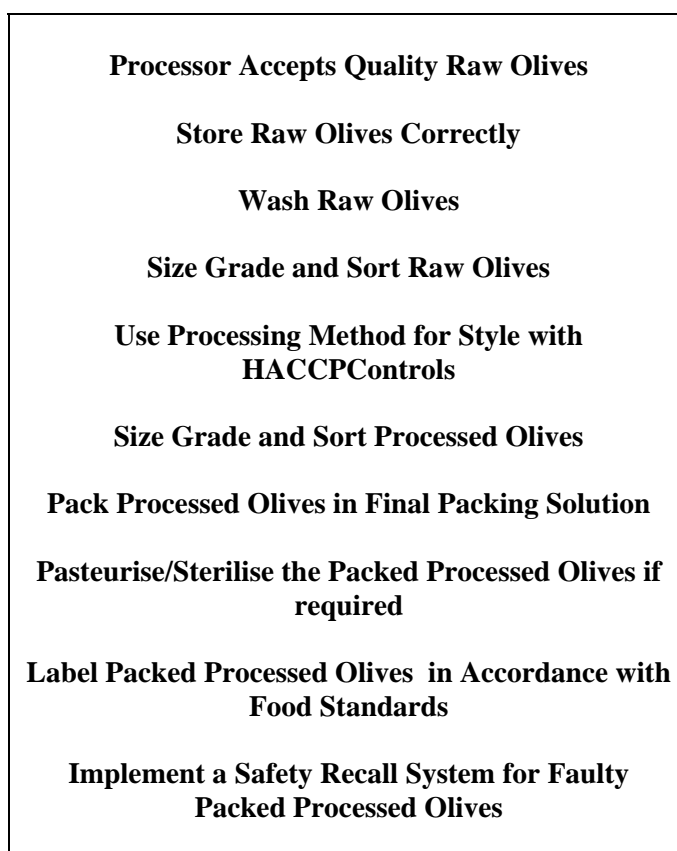 Processor Accepts Quality Raw Olives
Store Raw Olives Correctly
Wash Raw Olives
Size Grade and Sort Raw Olives
Use Processing Method for Style with
HACCPControls
Size Grade and Sort Processed Olives
Pack Processed Olives in Final Packing Solution
Pasteurise/Sterilise the Packed Processed Olives if
required
Label Packed Processed Olives  in Accordance with
Food Standards
Implement a Safety Recall System for Faulty
Packed Processed Olives